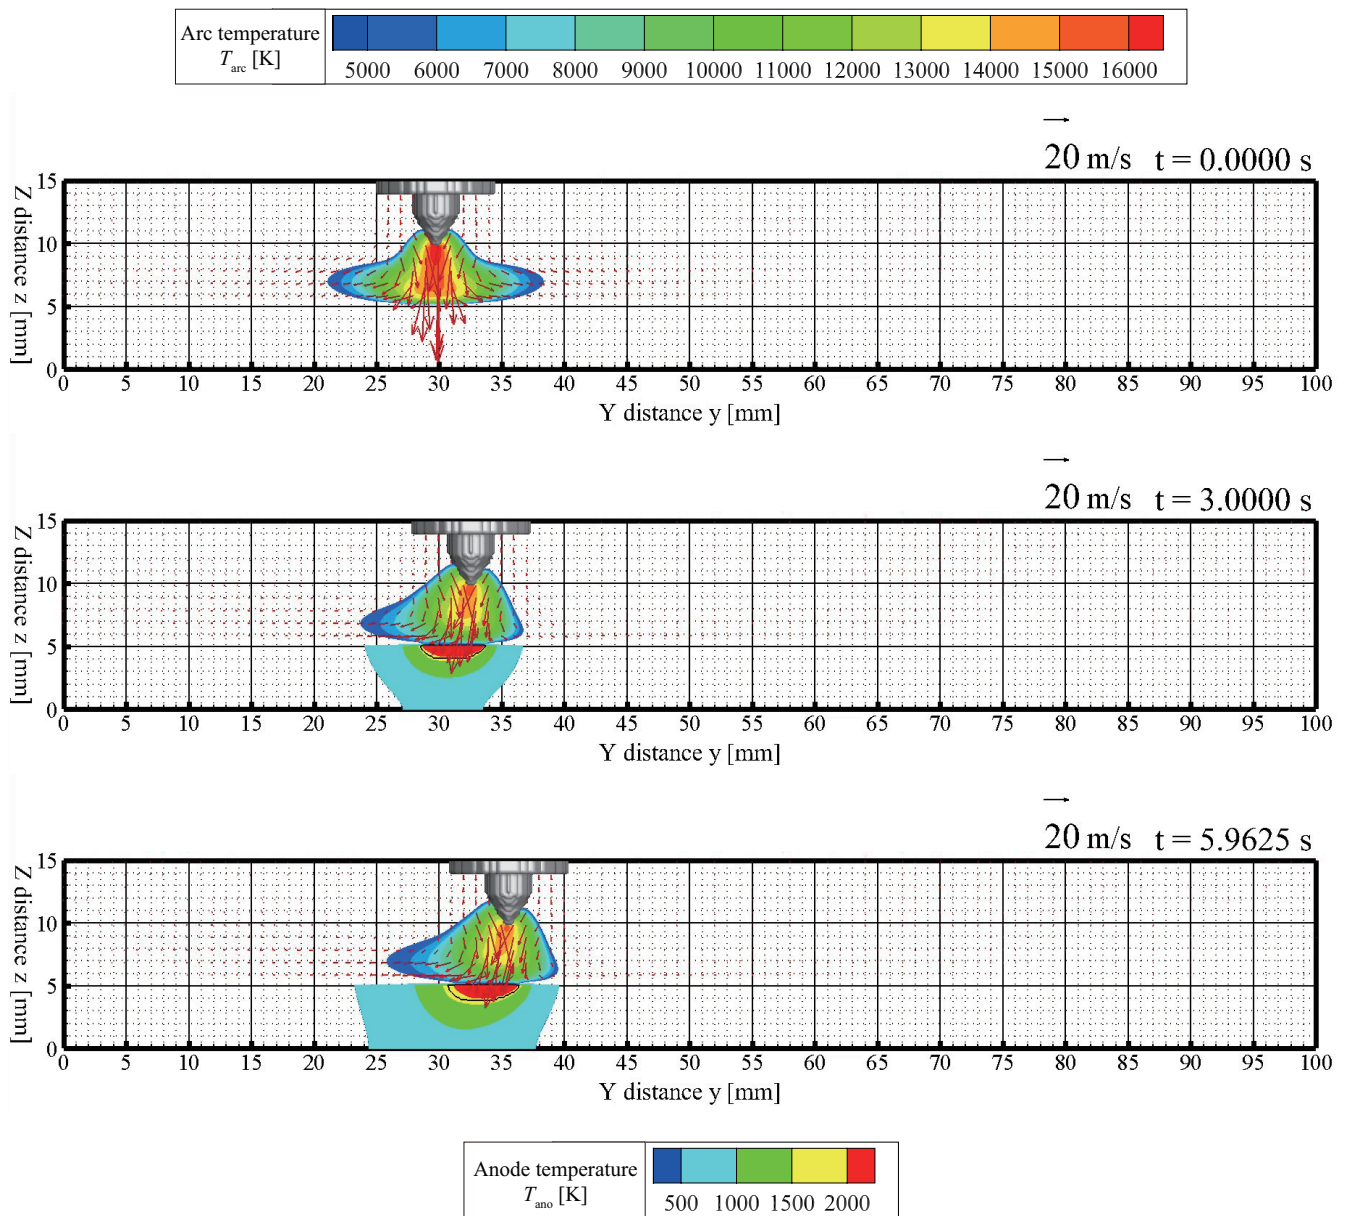 Arc temperature
T_arc [K]
5000 6000 7000 8000 9000 10000 11000 12000 13000 14000 15000 16000
20 m/s t = 0.0000 s
Z distance z [mm]
15
10
5
0
0 5 10 15 20 25 30 35 40 45 50 55 60 65 70 75 80 85 90 95 100
Y distance y [mm]
20 m/s t = 3.0000 s
Z distance z [mm]
15
10
5
0
0 5 10 15 20 25 30 35 40 45 50 55 60 65 70 75 80 85 90 95 100
Y distance y [mm]
20 m/s t = 5.9625 s
Z distance z [mm]
15
10
5
0
0 5 10 15 20 25 30 35 40 45 50 55 60 65 70 75 80 85 90 95 100
Y distance y [mm]
Anode temperature
T_ano [K]
500 1000 1500 2000